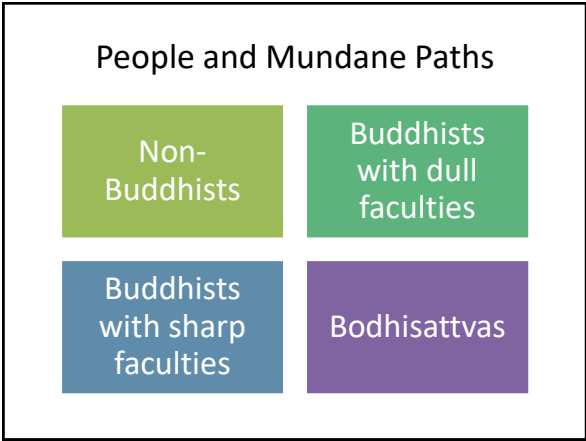 People and Mundane Paths
Non-
Buddhists
Buddhists
with dull
faculties
Buddhists
with sharp
faculties
Bodhisattvas